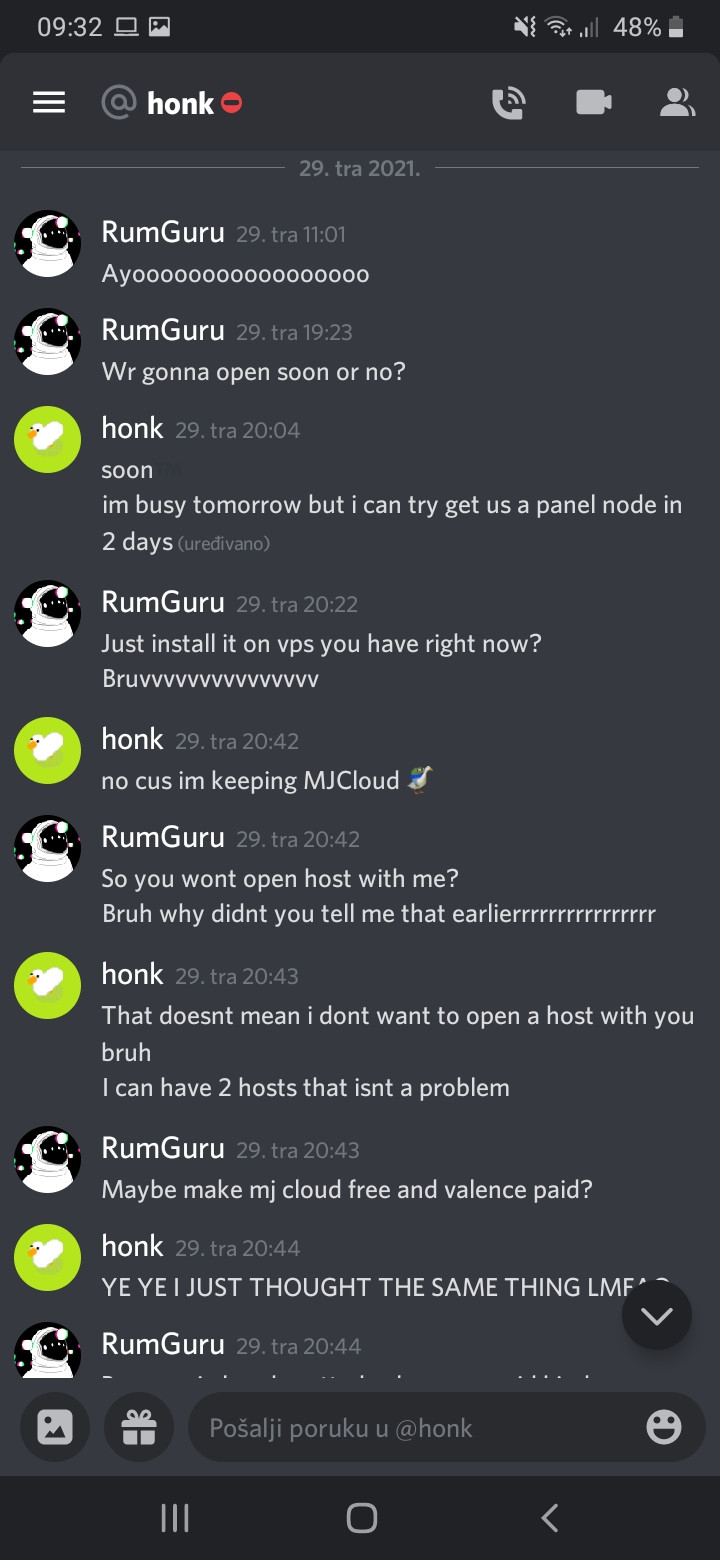 09:32
48%
@ honk
29. tra 2021.
RumGuru 29. tra 11:01
Ayooooooooooooooooo
RumGuru 29. tra 19:23
Wr gonna open soon or no?
honk 29. tra 20:04
soon
im busy tomorrow but i can try get us a panel node in
2 days (uređivano)
RumGuru 29. tra 20:22
Just install it on vps you have right now?
Bruvvvvvvvvvvvvvvv
honk 29. tra 20:42
no cus im keeping MJCloud
RumGuru 29. tra 20:42
So you wont open host with me?
Bruh why didnt you tell me that earlierrrrrrrrrrrrrrrr
honk 29. tra 20:43
That doesnt mean i dont want to open a host with you
bruh
I can have 2 hosts that isnt a problem
RumGuru 29. tra 20:43
Maybe make mj cloud free and valence paid?
honk 29. tra 20:44
YE YE I JUST THOUGHT THE SAME THING LMFAO
RumGuru 29. tra 20:44
Pošalji poruku u @honk